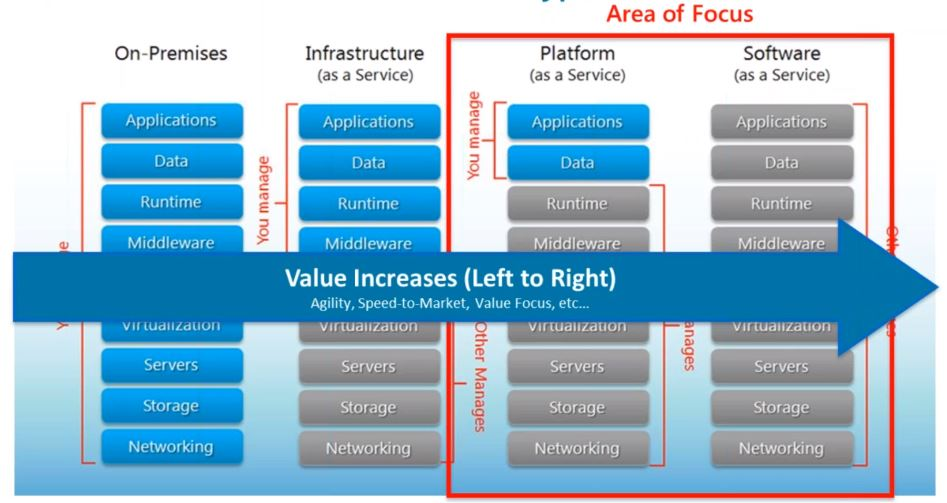 Area of Focus
On-Premises
Infrastructure
(as a Service)
Platform
(as a Service)
Software
(as a Service)
You manage
Applications
Data
Runtime
Middleware
Virtualization
Servers
Storage
Networking
You manage
Applications
Data
Runtime
Middleware
Virtualization
Servers
Storage
Networking
Other Manages
You manage
Applications
Data
Runtime
Middleware
Virtualization
Servers
Storage
Networking
Applications
Data
Runtime
Middleware
Virtualization
Servers
Storage
Networking
Value Increases (Left to Right)
Agility, Speed-to-Market, Value Focus, etc...